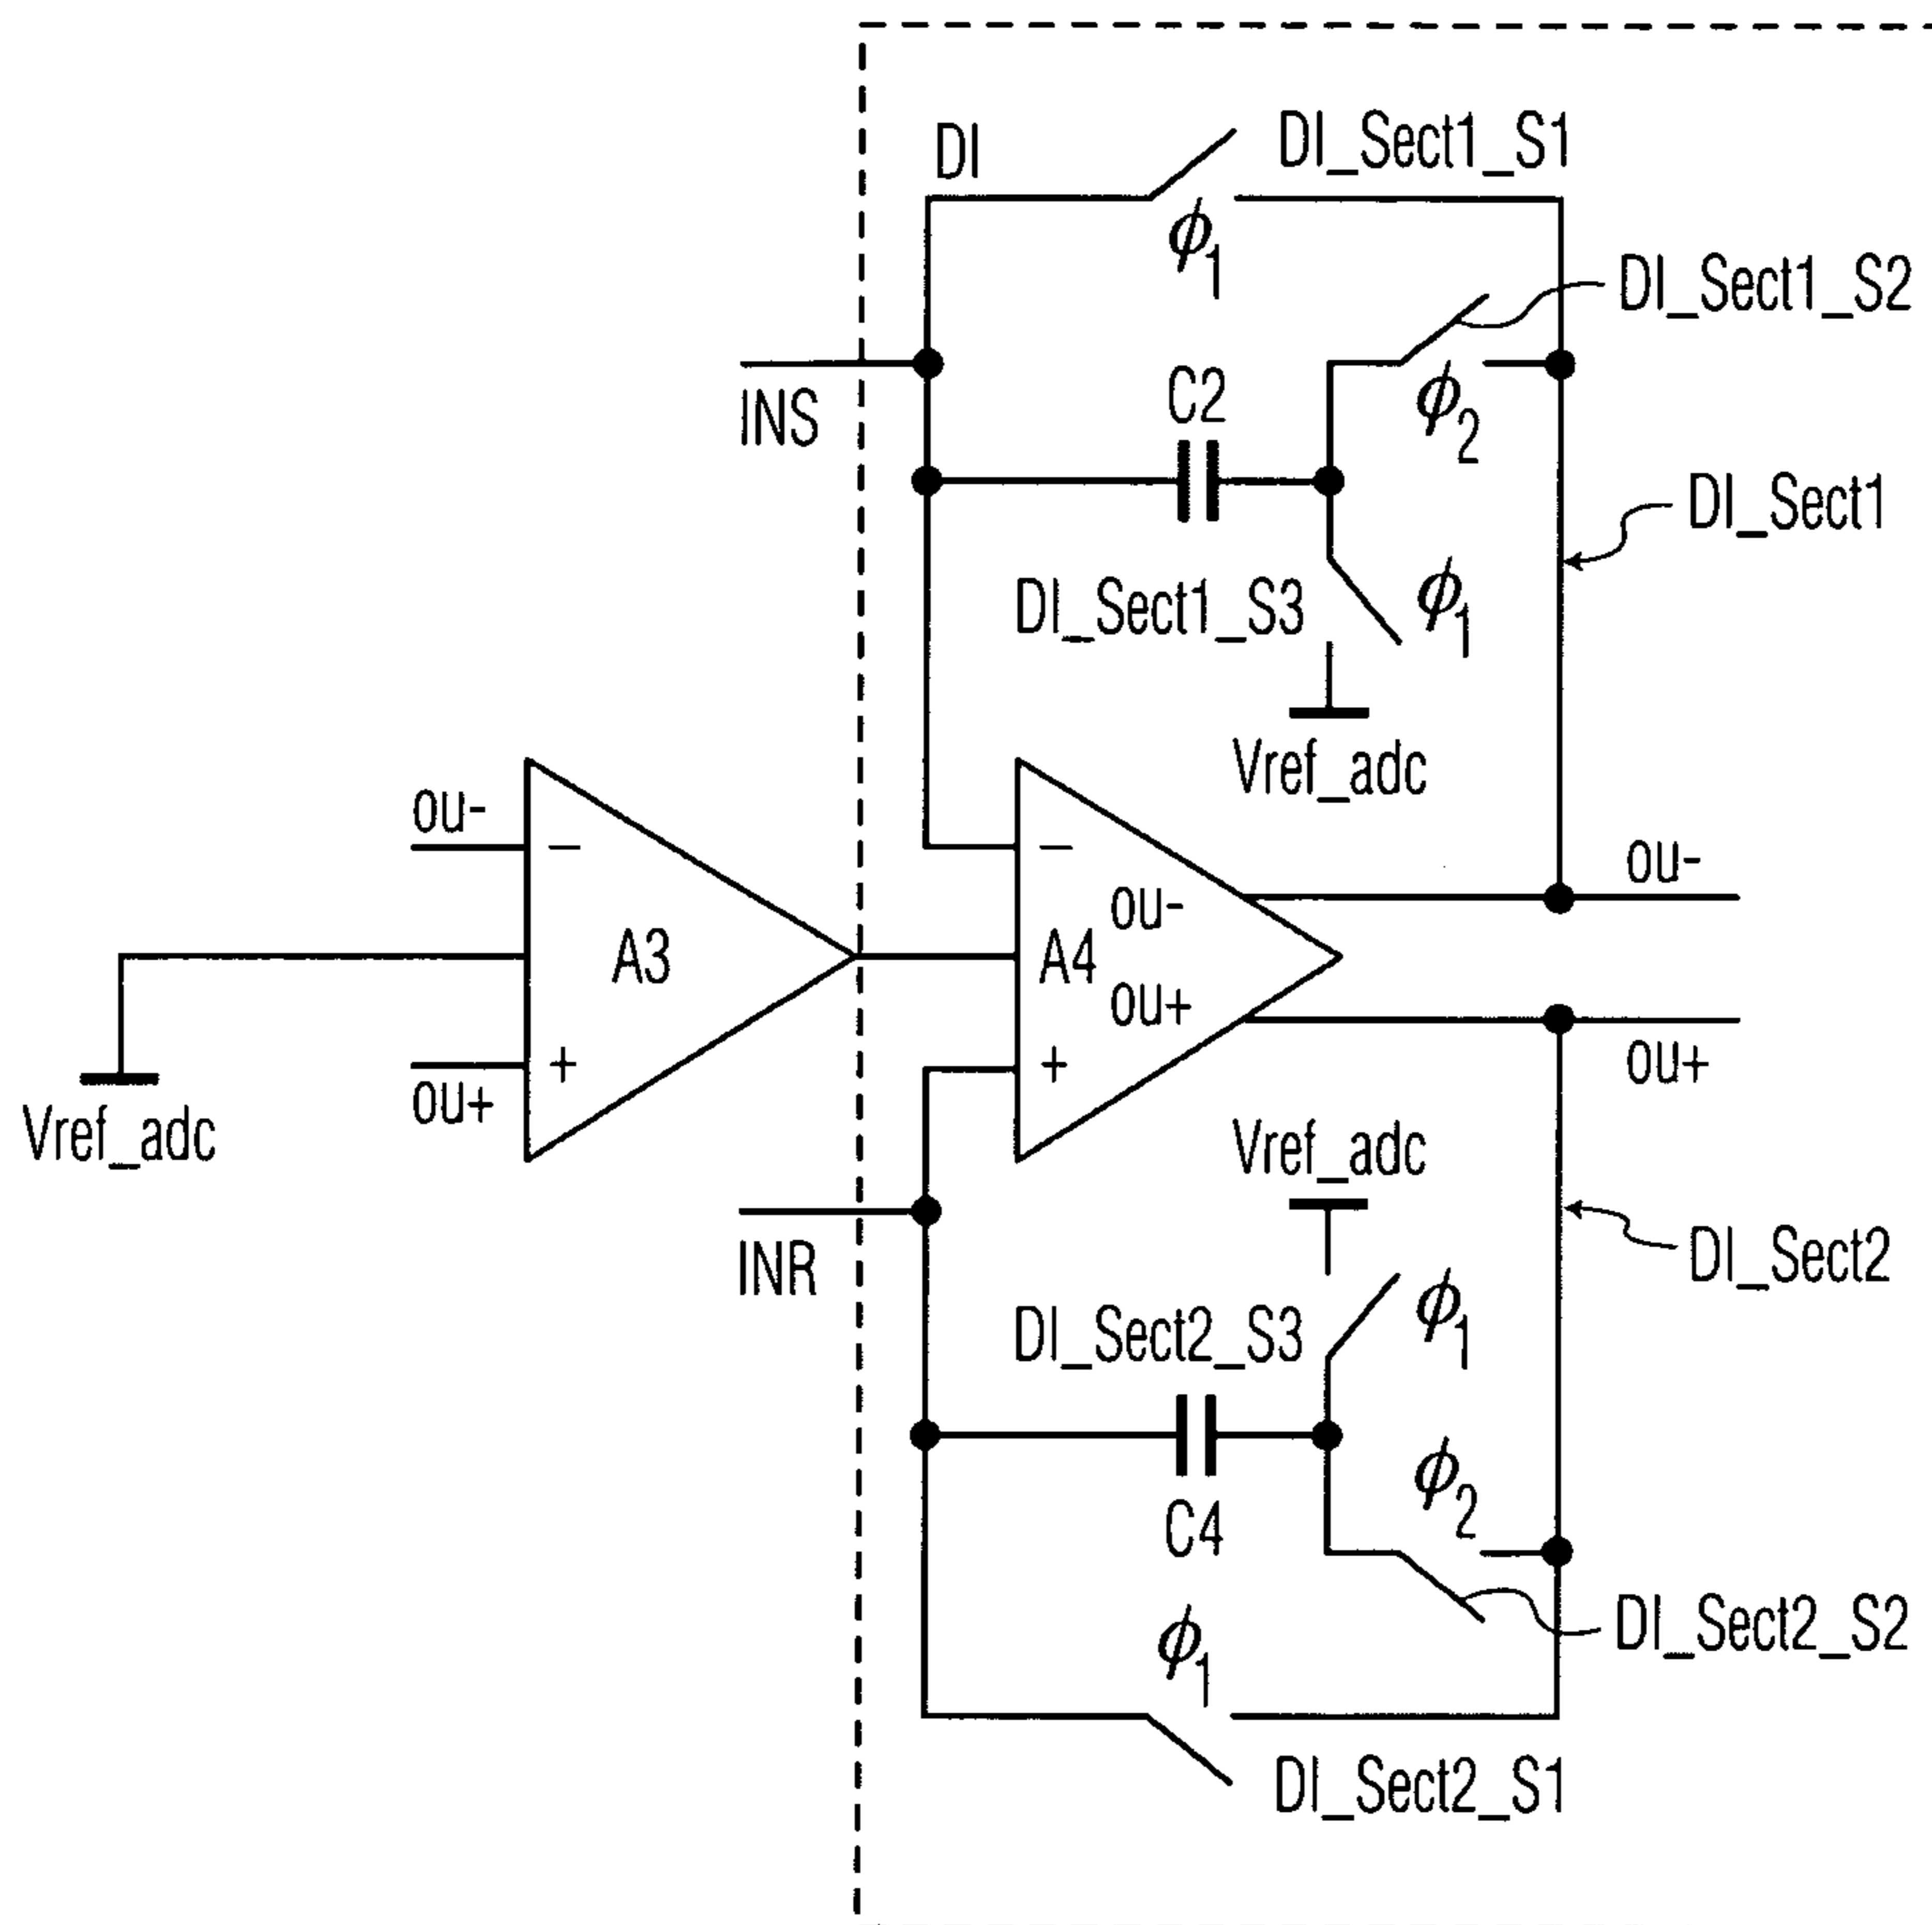 DI
DI_Sect1_S1
ϕ1
DI_Sect1_S2
INS
C2
ϕ2
DI_Sect1
DI_Sect1_S3
ϕ1
Vref_adc
ou-
−
A3
+
ou+
Vref_adc
−
ou-
A4
ou+
+
ou-
ou+
Vref_adc
INR
DI_Sect2
DI_Sect2_S3
ϕ1
C4
ϕ2
DI_Sect2_S2
ϕ1
DI_Sect2_S1